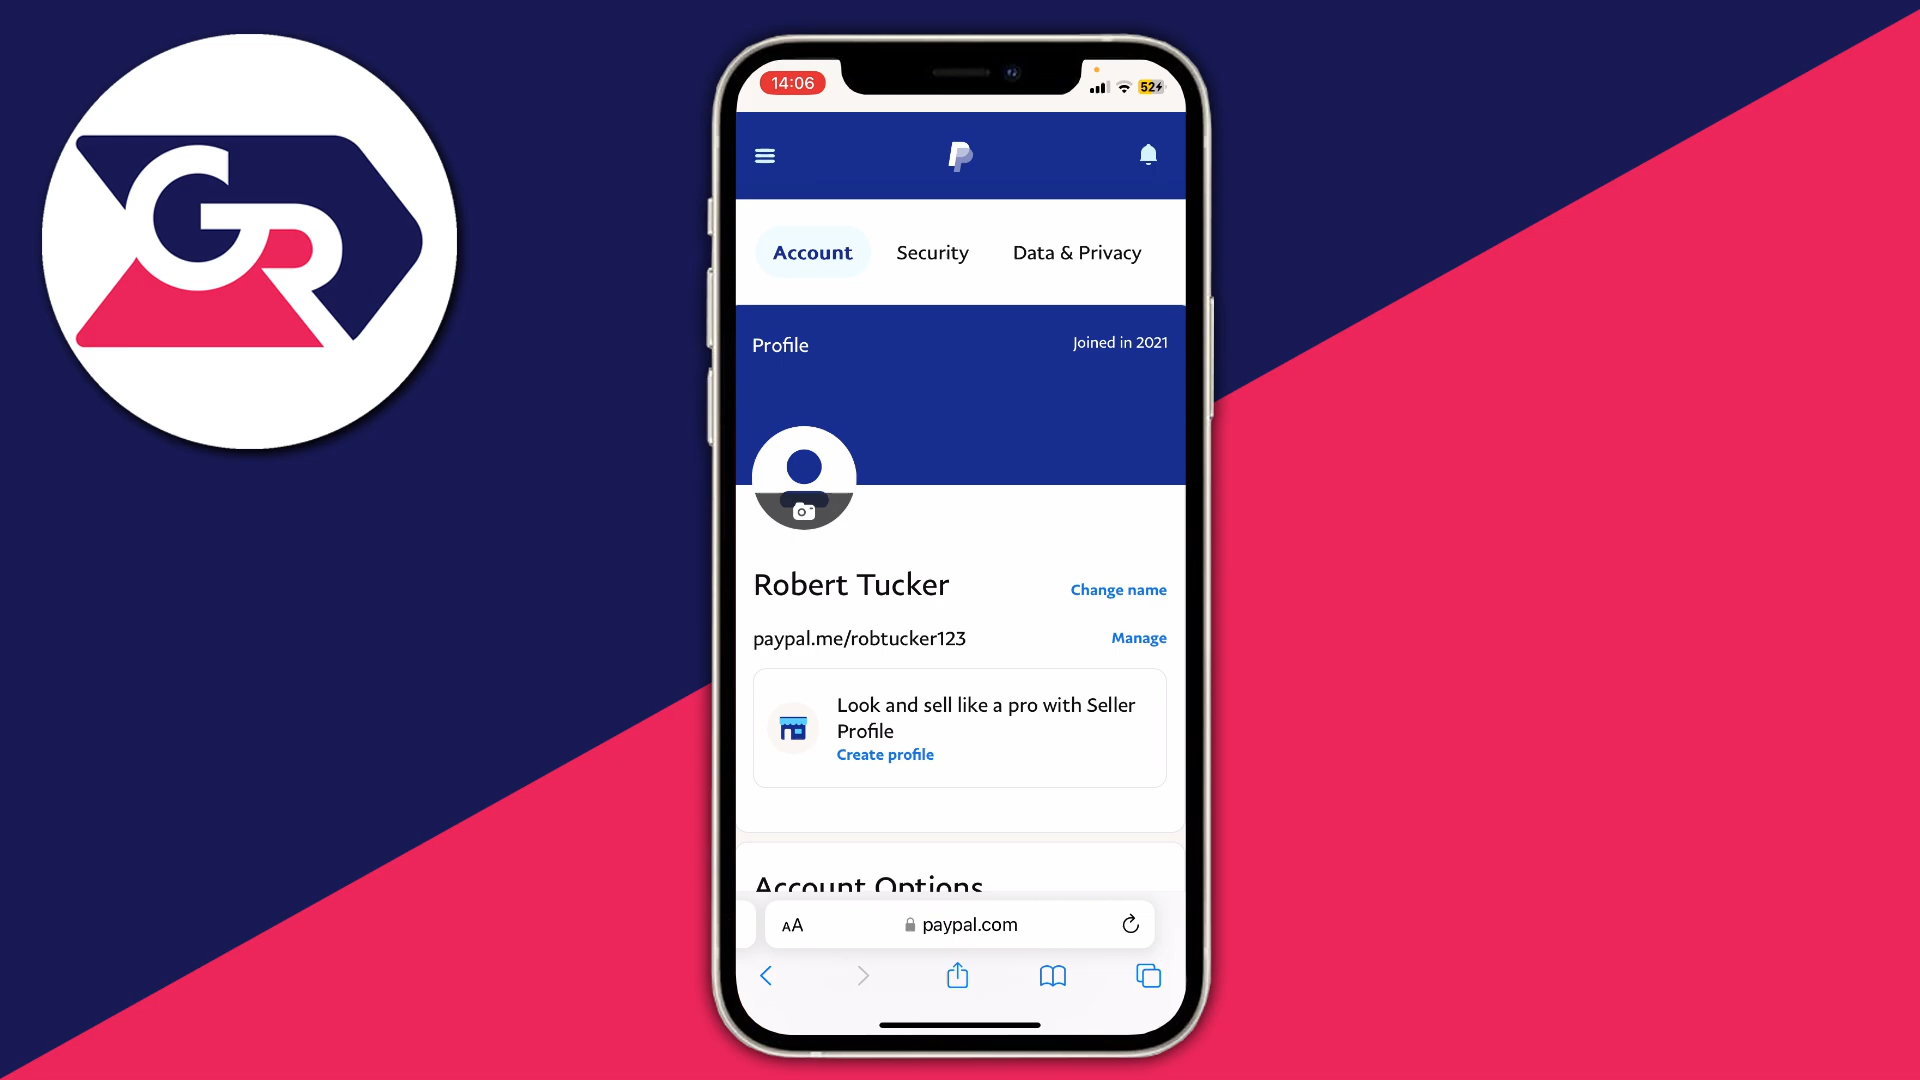 GR
14:06
52
Account Security Data & Privacy
Profile Joined in 2021
Robert Tucker Change name
paypal.me/robtucker123 Manage
Look and sell like a pro with Seller
Profile
Create profile
Account Options
AA paypal.com